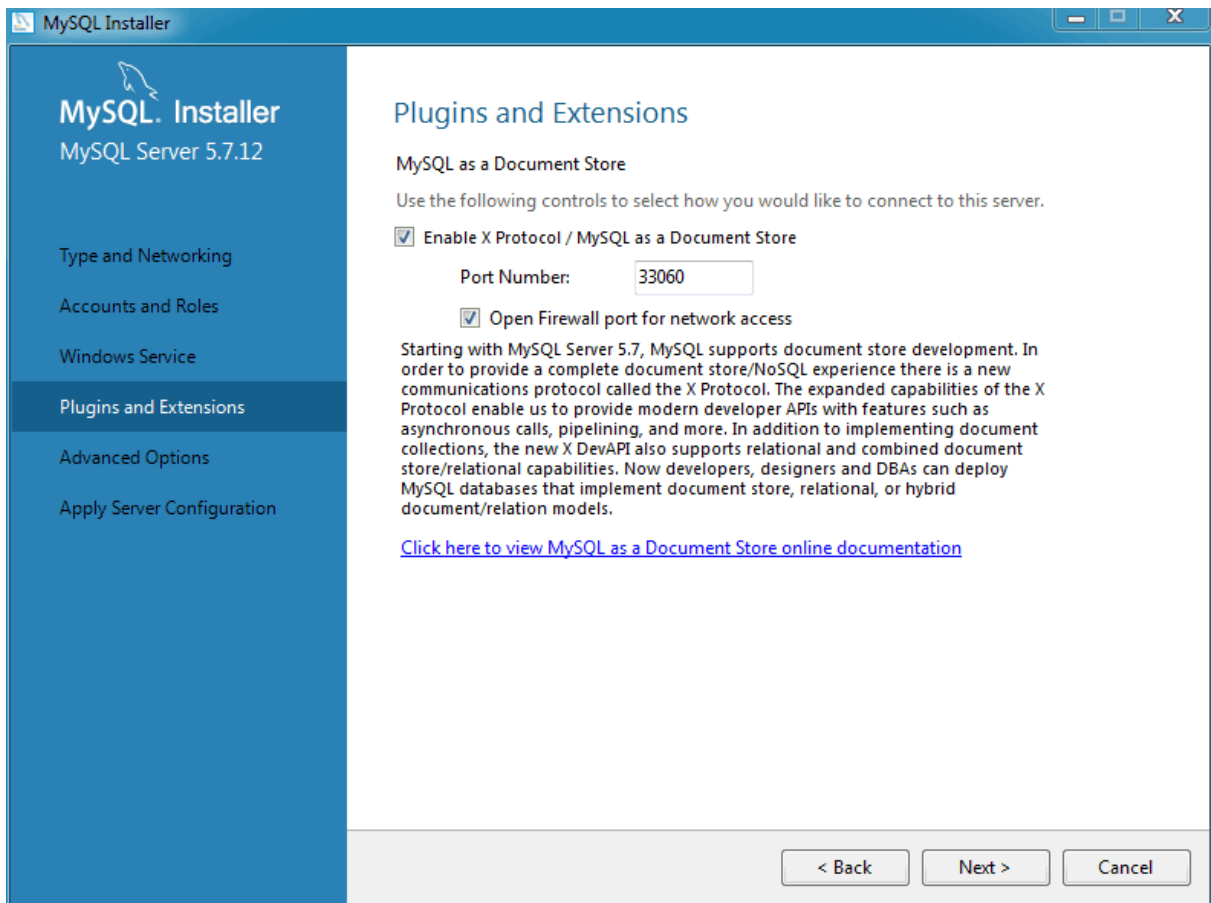 MySQL Installer
MySQL. Installer
MySQL Server 5.7.12
Type and Networking
Accounts and Roles
Windows Service
Plugins and Extensions
Advanced Options
Apply Server Configuration
Plugins and Extensions
MySQL as a Document Store
Use the following controls to select how you would like to connect to this server.
Enable X Protocol / MySQL as a Document Store
Port Number: 33060
Open Firewall port for network access
Starting with MySQL Server 5.7, MySQL supports document store development. In
order to provide a complete document store/NoSQL experience there is a new
communications protocol called the X Protocol. The expanded capabilities of the X
Protocol enable us to provide modern developer APIs with features such as
asynchronous calls, pipelining, and more. In addition to implementing document
collections, the new X DevAPI also supports relational and combined document
store/relational capabilities. Now developers, designers and DBAs can deploy
MySQL databases that implement document store, relational, or hybrid
document/relation models.
Click here to view MySQL as a Document Store online documentation
< Back Next > Cancel